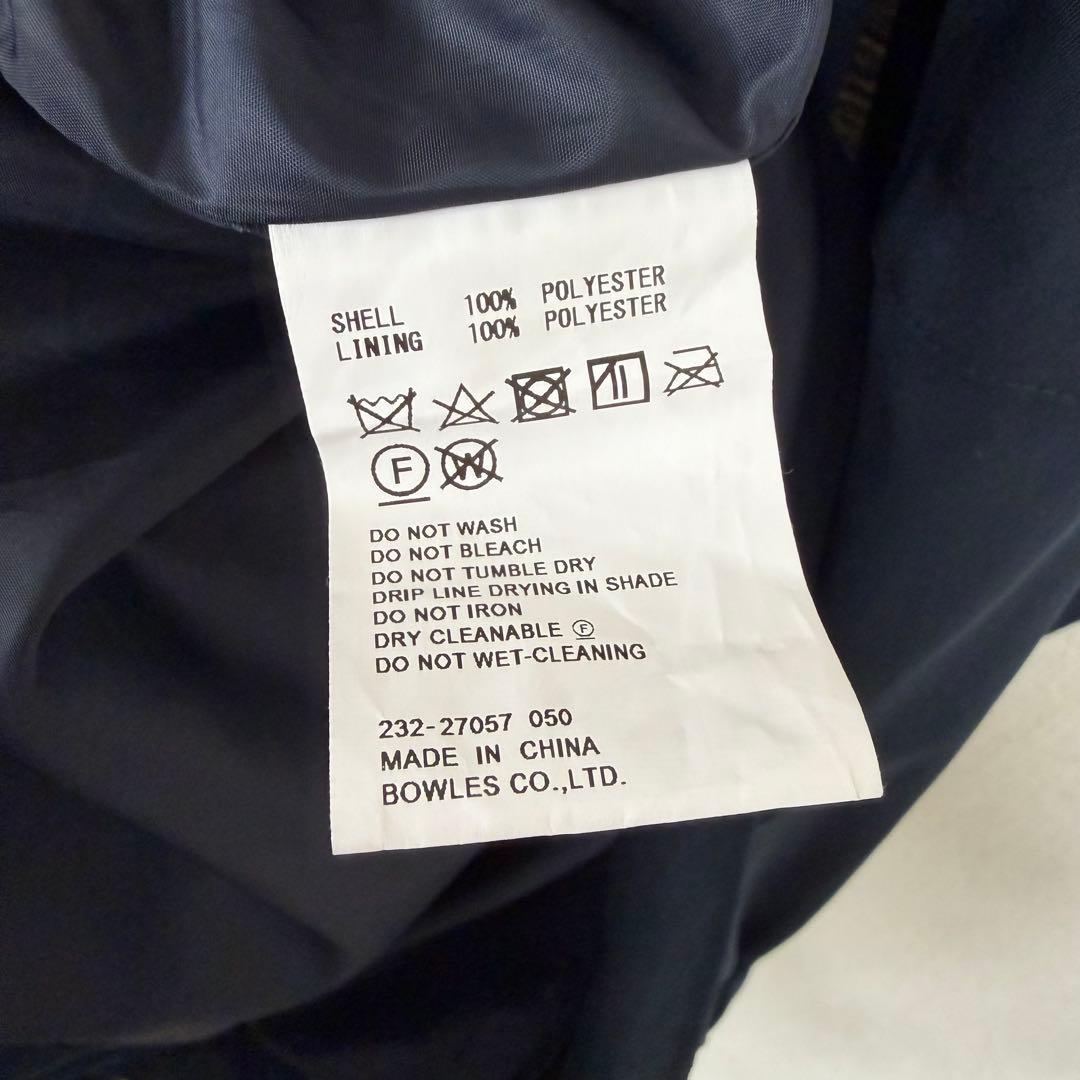 SHELL 100% POLYESTER
LINING 100% POLYESTER
F W
DO NOT WASH
DO NOT BLEACH
DO NOT TUMBLE DRY
DRIP LINE DRYING IN SHADE
DO NOT IRON
DRY CLEANABLE Ⓕ
DO NOT WET-CLEANING
232-27057 050
MADE IN CHINA
BOWLES CO.,LTD.